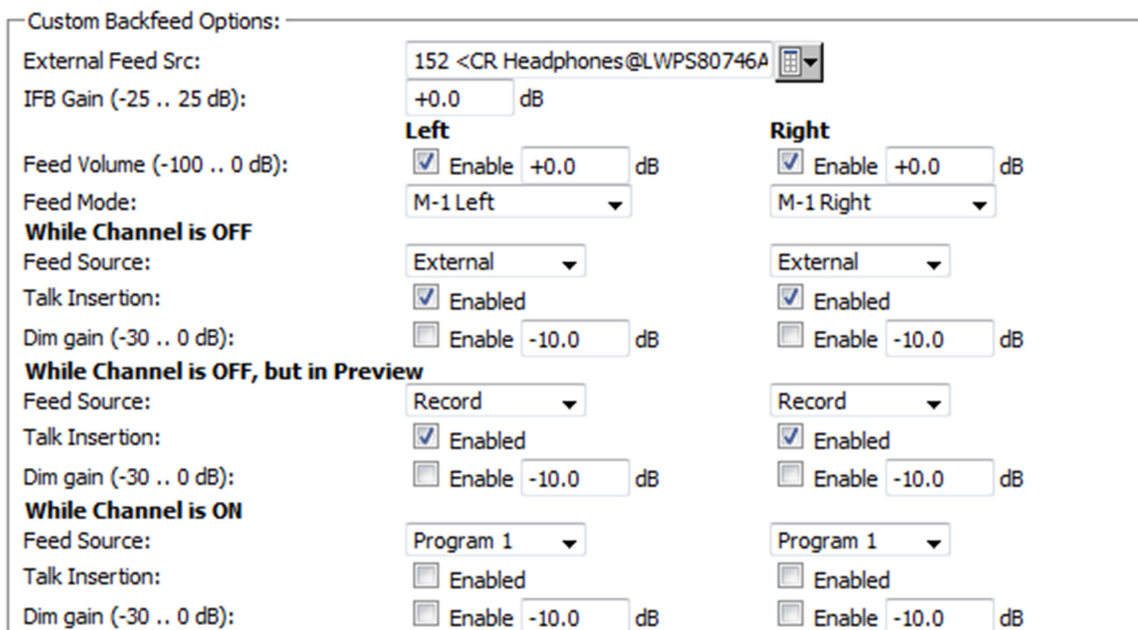 Custom Backfeed Options:
External Feed Src: 152 <CR Headphones@LWPS80746A
IFB Gain (-25 .. 25 dB): +0.0 dB
Left Right
Feed Volume (-100 .. 0 dB): Enable +0.0 dB Enable +0.0 dB
Feed Mode: M-1 Left M-1 Right
While Channel is OFF
Feed Source: External External
Talk Insertion: Enabled Enabled
Dim gain (-30 .. 0 dB): Enable -10.0 dB Enable -10.0 dB
While Channel is OFF, but in Preview
Feed Source: Record Record
Talk Insertion: Enabled Enabled
Dim gain (-30 .. 0 dB): Enable -10.0 dB Enable -10.0 dB
While Channel is ON
Feed Source: Program 1 Program 1
Talk Insertion: Enabled Enabled
Dim gain (-30 .. 0 dB): Enable -10.0 dB Enable -10.0 dB